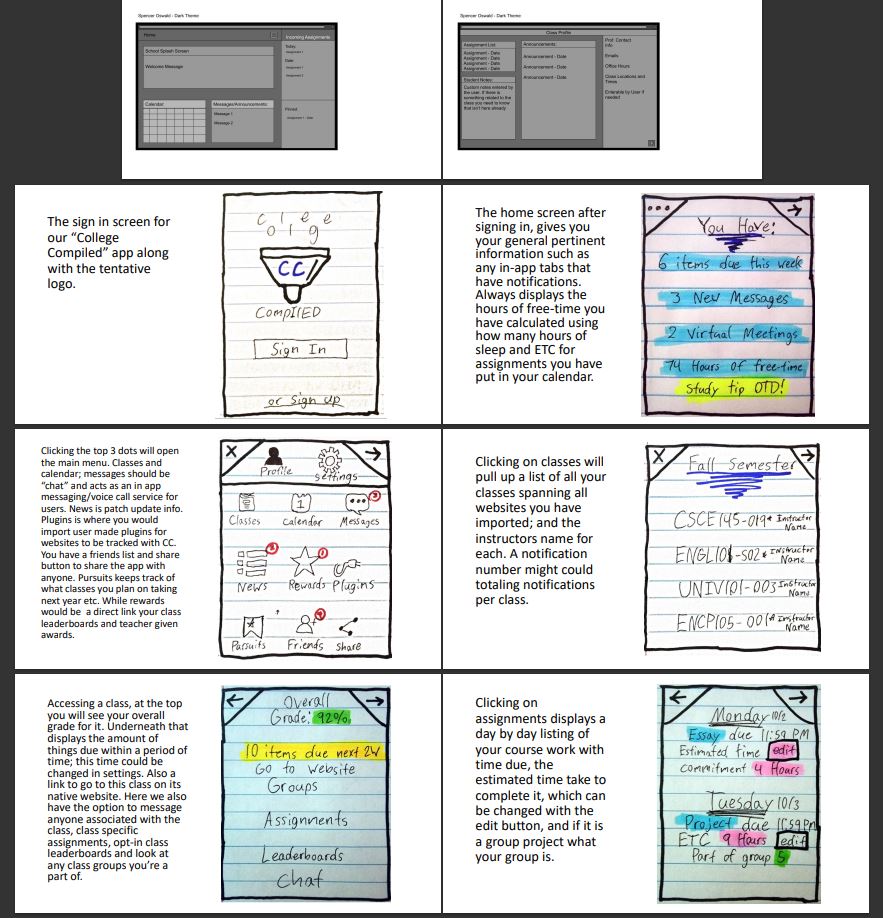 Spencer Oswald - Dark Theme
Home
Incoming Assignments
School Splash Screen
Welcome Message
Today:
Assignment 1
Date:
Assignment 1
Assignment 2
Calendar:
Messages/Announcements:
Message 1
Message 2
Pinned:
Assignment 1 - Date
Spencer Oswald - Dark Theme
Class Profile
Assignment List:
Assignment - Date
Assignment - Date
Assignment - Date
Assignment - Date
Student Notes:
Custom notes entered by
the user. If there is
something related to the
class you need to know
that isn't here already
Announcements:
Announcement - Date
Announcement - Date
Announcement - Date
Prof. Contact
Info
Emails
Office Hours
Class Locations and
Times
Enterable by User if
needed
The sign in screen for
our “College
Compiled” app along
with the tentative
logo.
College
CC
COmpIlED
Sign In
or sign up
The home screen after
signing in, gives you
your general pertinent
information such as
any in-app tabs that
have notifications.
Always displays the
hours of free-time you
have calculated using
how many hours of
sleep and ETC for
assignments you have
put in your calendar.
You Have:
6 items due this week
3 New Messages
2 Virtual Meetings
74 Hours of free-time
Study tip OTD!
Clicking the top 3 dots will open
the main menu. Classes and
calendar; messages should be
“chat” and acts as an in app
messaging/voice call service for
users. News is patch update info.
Plugins is where you would
import user made plugins for
websites to be tracked with CC.
You have a friends list and share
button to share the app with
anyone. Pursuits keeps track of
what classes you plan on taking
next year etc. While rewards
would be  a direct link your class
leaderboards and teacher given
awards.
X
Profile
Settings
1
Classes
Calendar
Messages
1
News
Rewards
Plugins
Pursuits
Friends
Share
Clicking on classes will
pull up a list of all your
classes spanning all
websites you have
imported; and the
instructors name for
each. A notification
number might could
totaling notifications
per class.
X
Fall Semester
CSCE145-019 * Instructor Name
ENGL101-S02 * Instructor Name
UNIV101-003 Instructor Name
ENCP105-001 * Instructor Name
Accessing a class, at the top
you will see your overall
grade for it. Underneath that
displays the amount of
things due within a period of
time; this time could be
changed in settings. Also a
link to go to this class on its
native website. Here we also
have the option to message
anyone associated with the
class, class specific
assignments, opt-in class
leaderboards and look at
any class groups you’re a
part of.
Overall
Grade: 92%
10 items due next 2W
Go to Website
Groups
Assignments
Leaderboards
Chat
Clicking on
assignments displays a
day by day listing of
your course work with
time due, the
estimated time take to
complete it, which can
be changed with the
edit button, and if it is
a group project what
your group is.
Monday 10/2
Essay due 11:59 PM
Estimated time edit
commitment 4 Hours
Tuesday 10/3
Project due 11:59PM
ETC 9 Hours edit
Part of group 5